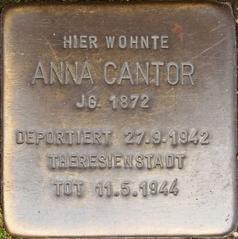 HIER WOHNTE
ANNA CANTOR
JG. 1872
DEPORTIERT 27.9.1942
THERESIENSTADT
TOT 11.5.1944